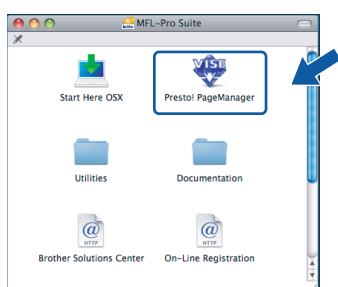 MFL-Pro Suite
VISE
Start Here OSX
Presto! PageManager
Utilities
Documentation
@
HTTP
@
HTTP
Brother Solutions Center
On-Line Registration